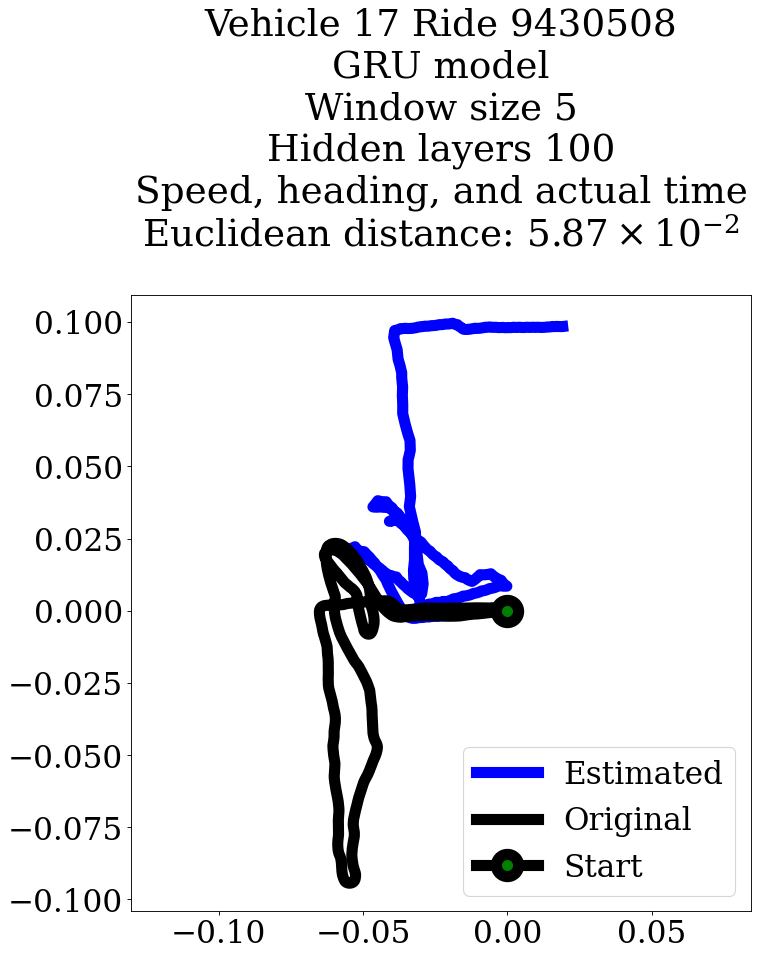 Vehicle 17 Ride 9430508
GRU model
Window size 5
Hidden layers 100
Speed, heading, and actual time
Euclidean distance: 5.87 × 10⁻²
0.100
0.075
0.050
0.025
0.000
−0.025
−0.050
−0.075
−0.100
Estimated
Original
Start
−0.10 −0.05 0.00 0.05